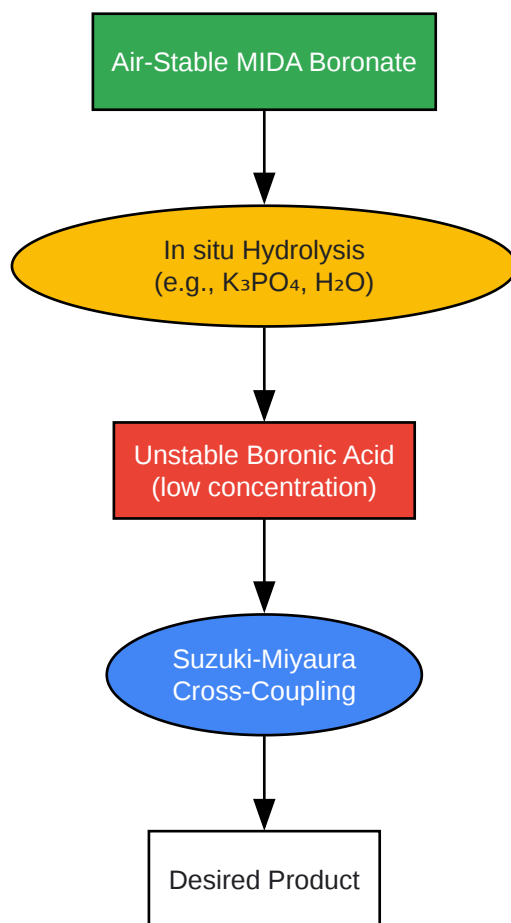 Air-Stable MIDA Boronate
In situ Hydrolysis
(e.g., K₃PO₄, H₂O)
Unstable Boronic Acid
(low concentration)
Suzuki-Miyaura
Cross-Coupling
Desired Product